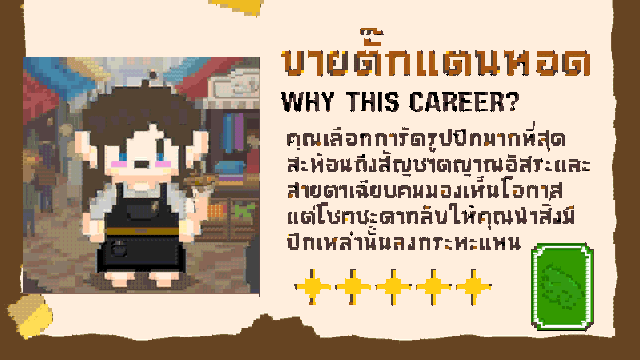 ขายตั๊กแตนทอด
WHY THIS CAREER?
คุณเลือกการ์ดรูปปีกมากที่สุด
สะท้อนถึงสัญชาตญาณอิสระและ
สายตาเฉียบคมมองเห็นโอกาส
แต่โชคชะตากลับให้คุณนำสิ่งมี
ปีกเหล่านั้นลงกระทะแทน